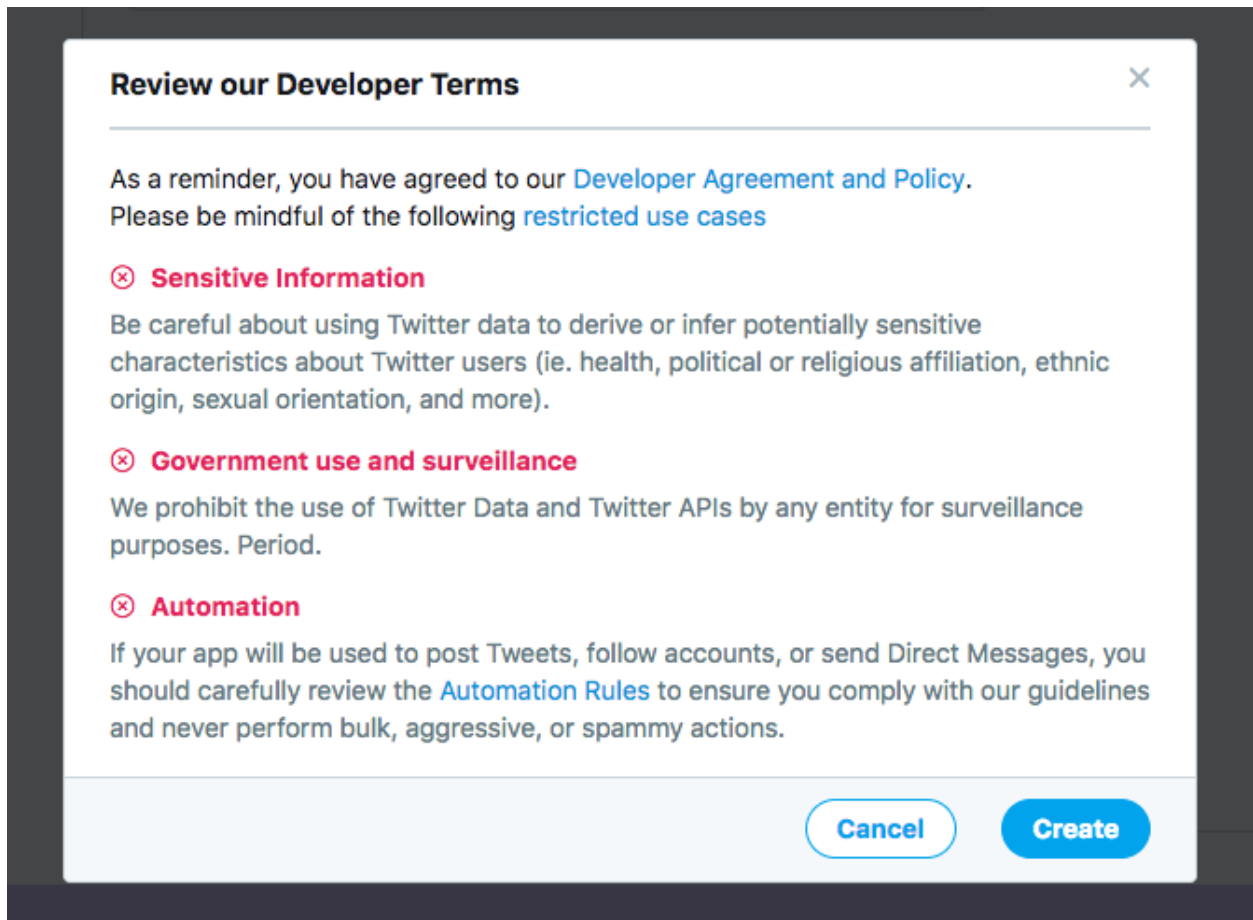 Review our Developer Terms
As a reminder, you have agreed to our Developer Agreement and Policy.
Please be mindful of the following restricted use cases
Sensitive Information
Be careful about using Twitter data to derive or infer potentially sensitive
characteristics about Twitter users (ie. health, political or religious affiliation, ethnic
origin, sexual orientation, and more).
Government use and surveillance
We prohibit the use of Twitter Data and Twitter APIs by any entity for surveillance
purposes. Period.
Automation
If your app will be used to post Tweets, follow accounts, or send Direct Messages, you
should carefully review the Automation Rules to ensure you comply with our guidelines
and never perform bulk, aggressive, or spammy actions.
Cancel
Create